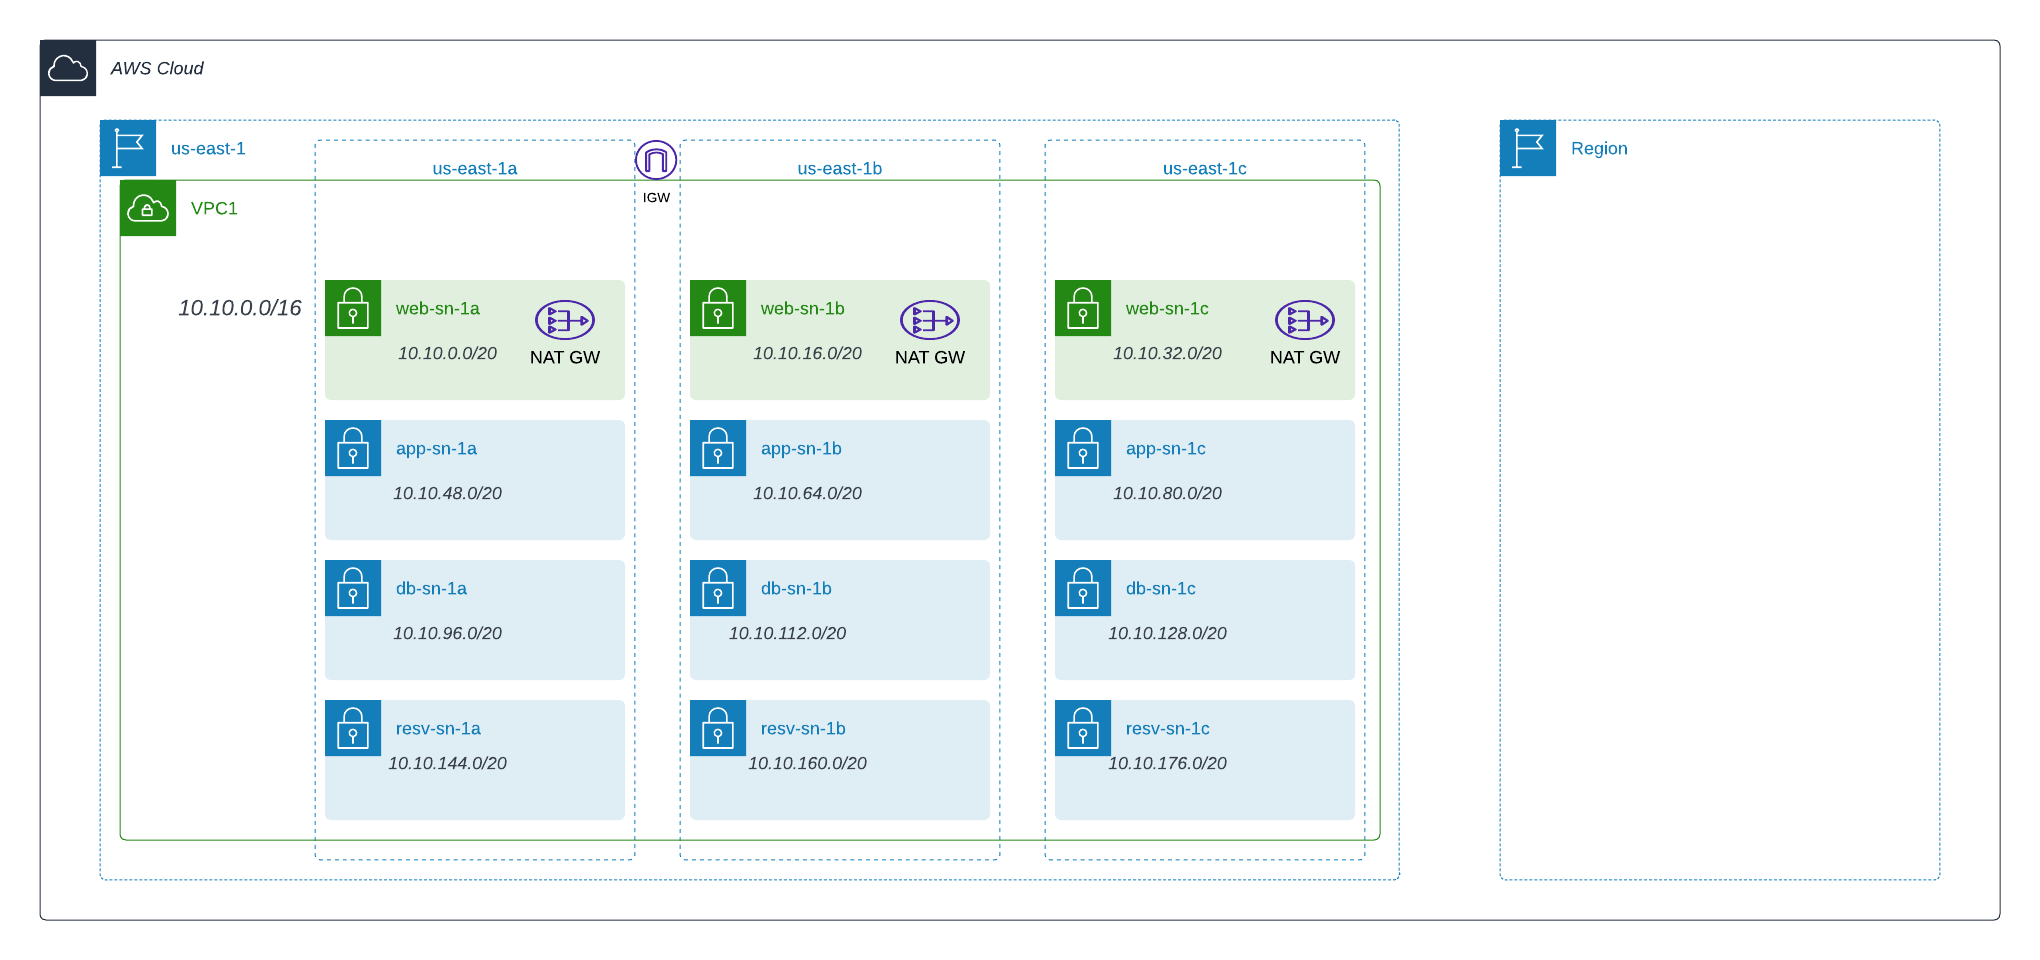 AWS Cloud
us-east-1
Region
us-east-1a
us-east-1b
us-east-1c
IGW
VPC1
10.10.0.0/16
web-sn-1a
10.10.0.0/20
NAT GW
web-sn-1b
10.10.16.0/20
NAT GW
web-sn-1c
10.10.32.0/20
NAT GW
app-sn-1a
10.10.48.0/20
app-sn-1b
10.10.64.0/20
app-sn-1c
10.10.80.0/20
db-sn-1a
10.10.96.0/20
db-sn-1b
10.10.112.0/20
db-sn-1c
10.10.128.0/20
resv-sn-1a
10.10.144.0/20
resv-sn-1b
10.10.160.0/20
resv-sn-1c
10.10.176.0/20